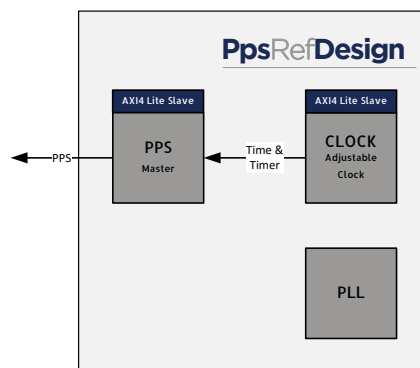 PpsRefDesign
AXI4 Lite Slave
AXI4 Lite Slave
PPS
Master
PPS
Time &
Timer
CLOCK
Adjustable
Clock
PLL